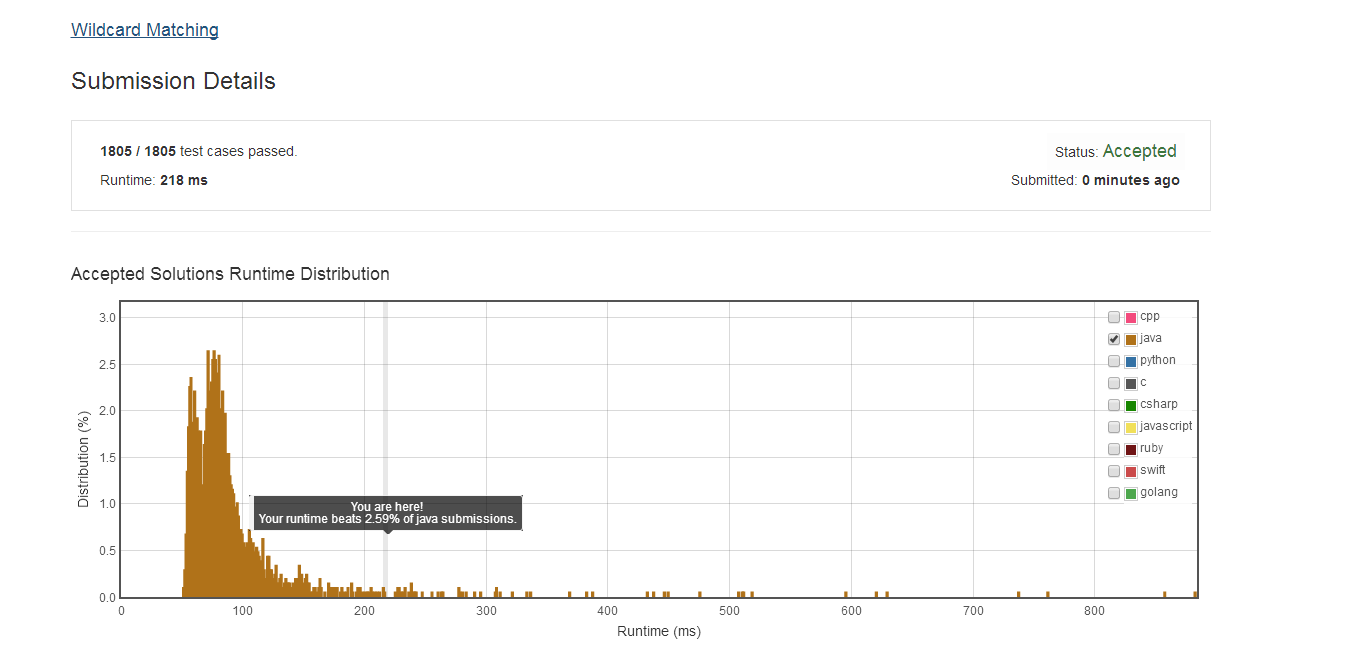 Wildcard Matching
Submission Details
1805 / 1805 test cases passed.
Status: Accepted
Runtime: 218 ms
Submitted: 0 minutes ago
Accepted Solutions Runtime Distribution
3.0
2.5
2.0
1.5
1.0
0.5
0.0
Distribution (%)
You are here!
Your runtime beats 2.59% of java submissions.
cpp
java
python
c
csharp
javascript
ruby
swift
golang
0 100 200 300 400 500 600 700 800
Runtime (ms)